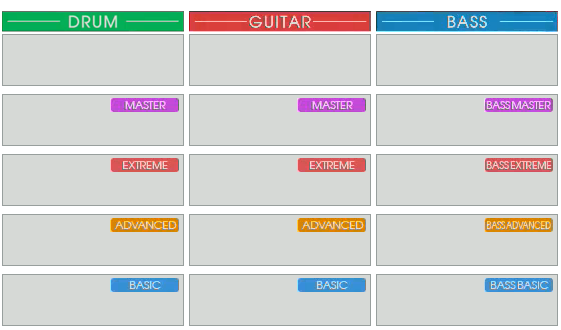 DRUM GUITAR BASS
MASTER MASTER BASS MASTER
EXTREME EXTREME BASS EXTREME
ADVANCED ADVANCED BASS ADVANCED
BASIC BASIC BASS BASIC